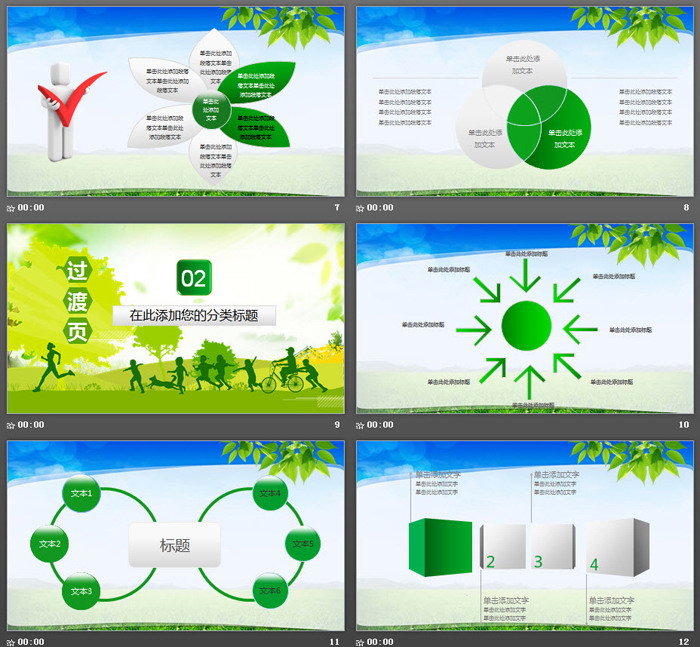 单击此处添加段落
文本单击此处添加
段落文本
单击此处添加段
落文本单击此处
添加段落文本
单击此处添加段落
文本单击此处添加
段落文本
单击此
处添加
文本
单击此处添加段
落文本单击此处
添加段落文本
单击此处添加段
落文本单击此处
添加段落文本
单击此处添加
段落文本单击
此处添加段落
文本
00:00
7
单击此处添
加文本
单击此处添加段落文本
单击此处添加段落文本
单击此处添加段落文本
单击此处添加段落文本
单击此处添加段落文本
单击此处添加段落文本
单击此处添加段落文本
单击此处添加段落文本
单击此处添
加文本
单击此处添
加文本
00:00
8
过渡页
02
在此添加您的分类标题
00:00
9
单击此处添加标题
单击此处添加标题
单击此处添加标题
单击此处添加标题
单击此处添加标题
单击此处添加标题
单击此处添加标题
单击此处添加标题
00:00
10
文本1
文本2
文本3
标题
文本4
文本5
文本6
00:00
11
单击添加文字
单击此处添加文字
单击此处添加文字
单击添加文字
单击此处添加文字
单击此处添加文字
2
3
4
单击添加文字
单击此处添加文字
单击此处添加文字
单击添加文字
单击此处添加文字
单击此处添加文字
00:00
12